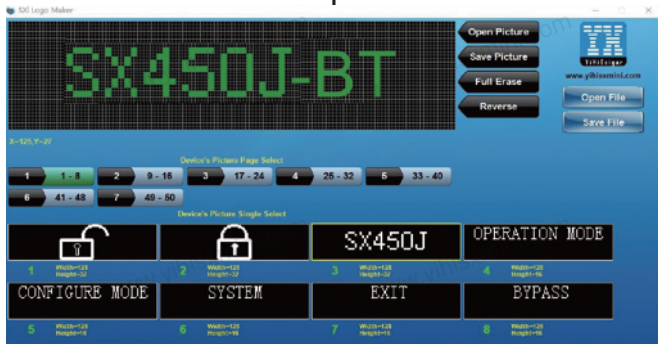 SXi Logo Maker
SX450J-BT
Open Picture
Save Picture
Full Erase
Reverse
YX
YiHiEcigar
www.yihisxmini.com
Open File
Save File
X=125,Y=27
Device's Picture Page Select
1 1 - 8 2 9 - 16 3 17 - 24 4 25 - 32 5 33 - 40
6 41 - 48 7 49 - 50
Device's Picture Single Select
SX450J OPERATION MODE
1 Width=128 Height=32 2 Width=128 Height=32 3 Width=128 Height=32 4 Width=128 Height=16
CONFIGURE MODE SYSTEM EXIT BYPASS
5 Width=128 Height=16 6 Width=128 Height=16 7 Width=128 Height=16 8 Width=128 Height=16